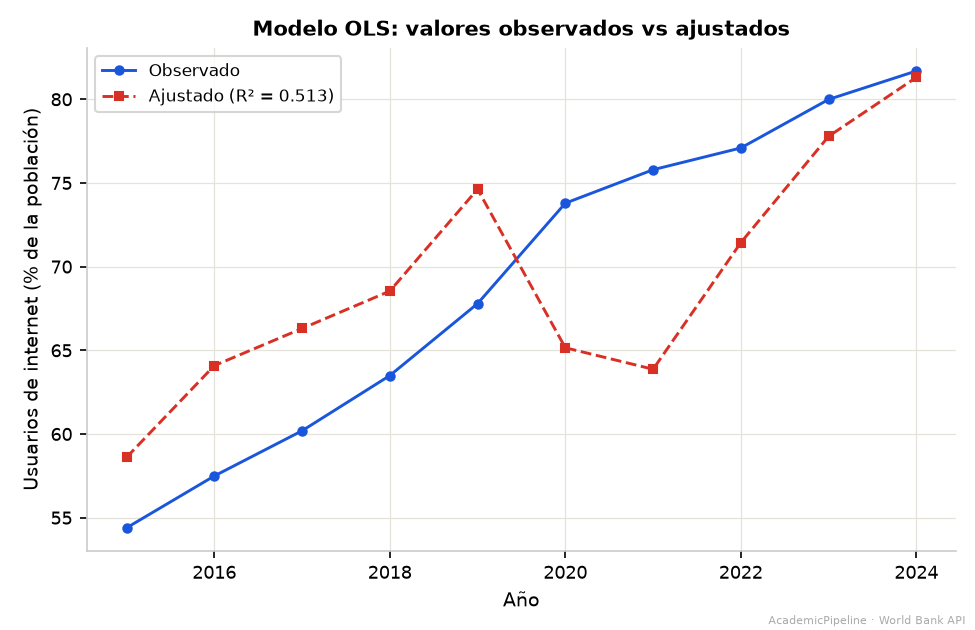 Modelo OLS: valores observados vs ajustados
Observado
Ajustado (R² = 0.513)
Usuarios de internet (% de la población)
80
75
70
65
60
55
2016 2018 2020 2022 2024
Año
AcademicPipeline · World Bank API